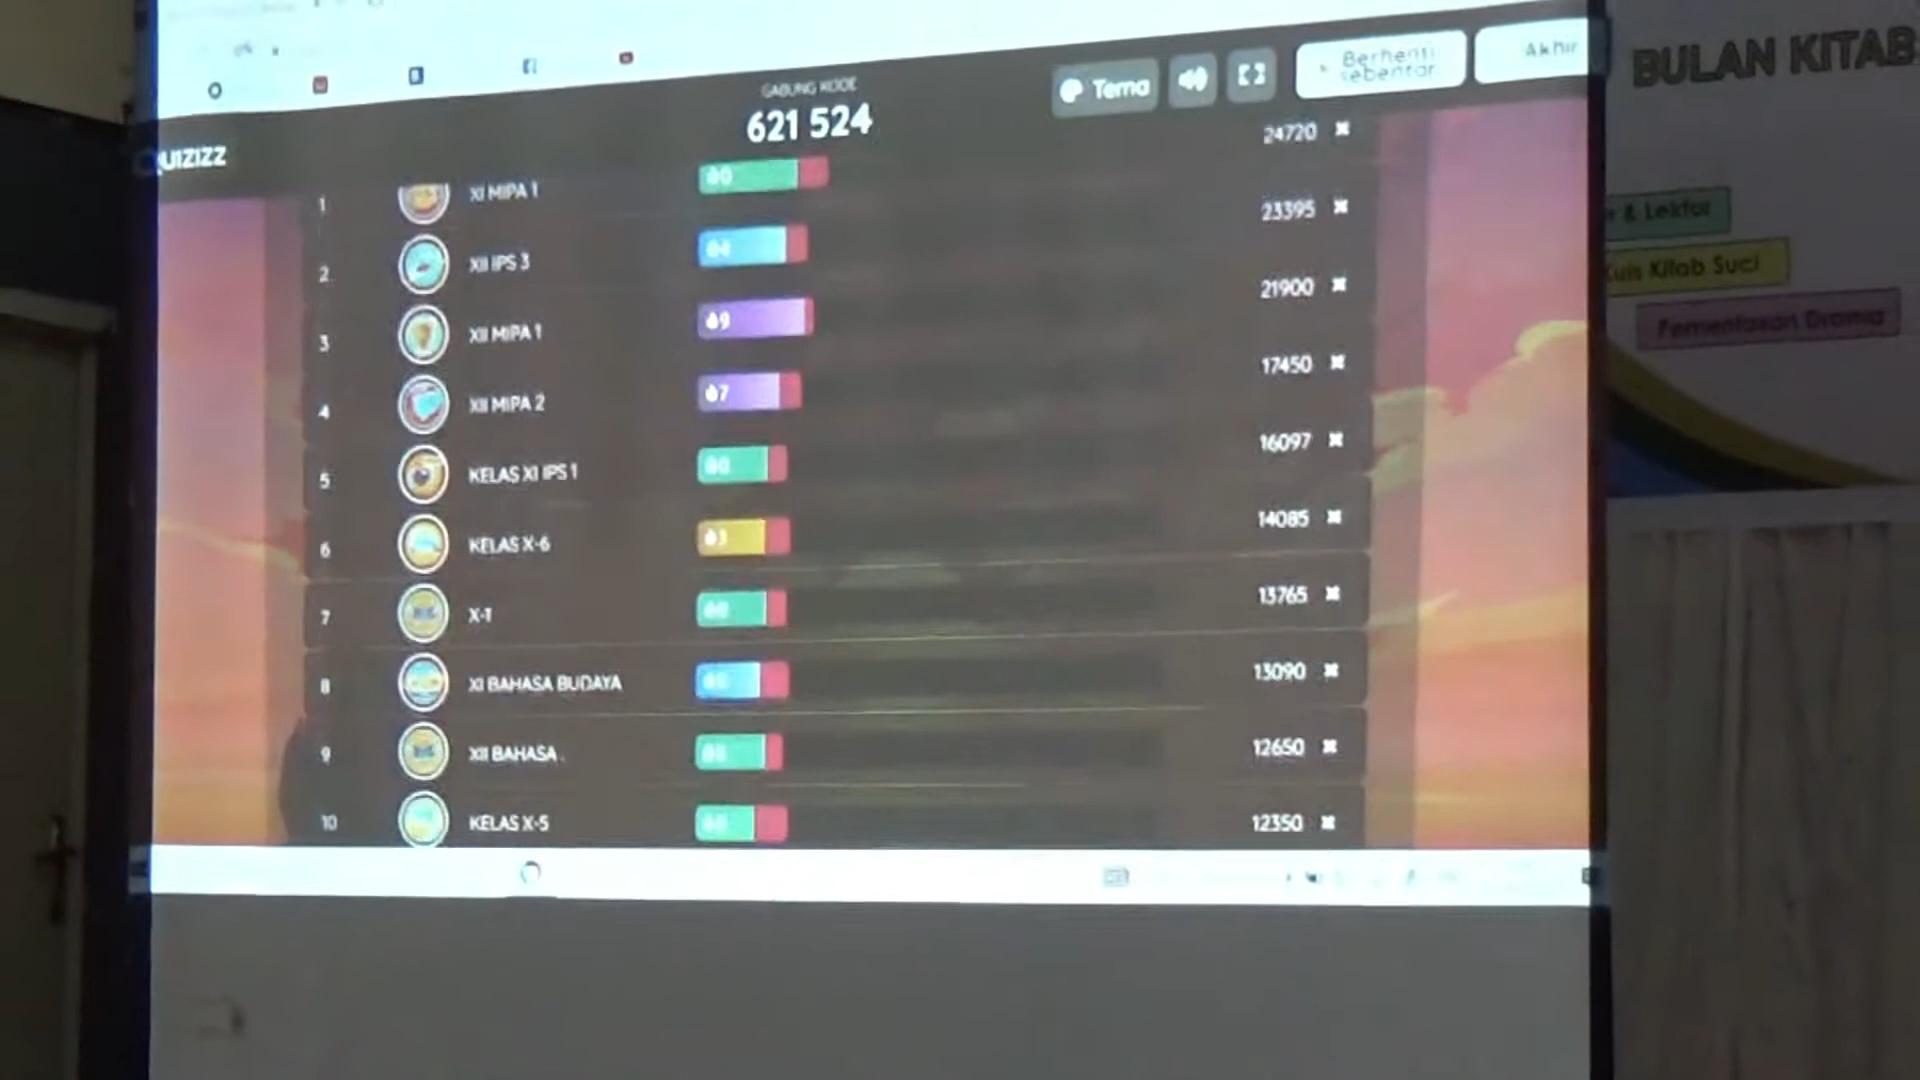 GABUNG KODE
621 524
Tema
Berhenti
sebentar
Akhir
QUIZIZZ
1 XI MIPA 1 24720
2 XII IPS 3 23395
3 XII MIPA 1 9 21900
4 XII MIPA 2 7 17450
5 KELAS XI IPS 1 16097
6 KELAS X-6 14085
7 X-1 13765
8 XI BAHASA BUDAYA 13090
9 XII BAHASA . 12650
10 KELAS X-5 12350
BULAN KITAB
& Lektor
Kuis Kitab Suci
Pementasan Drama